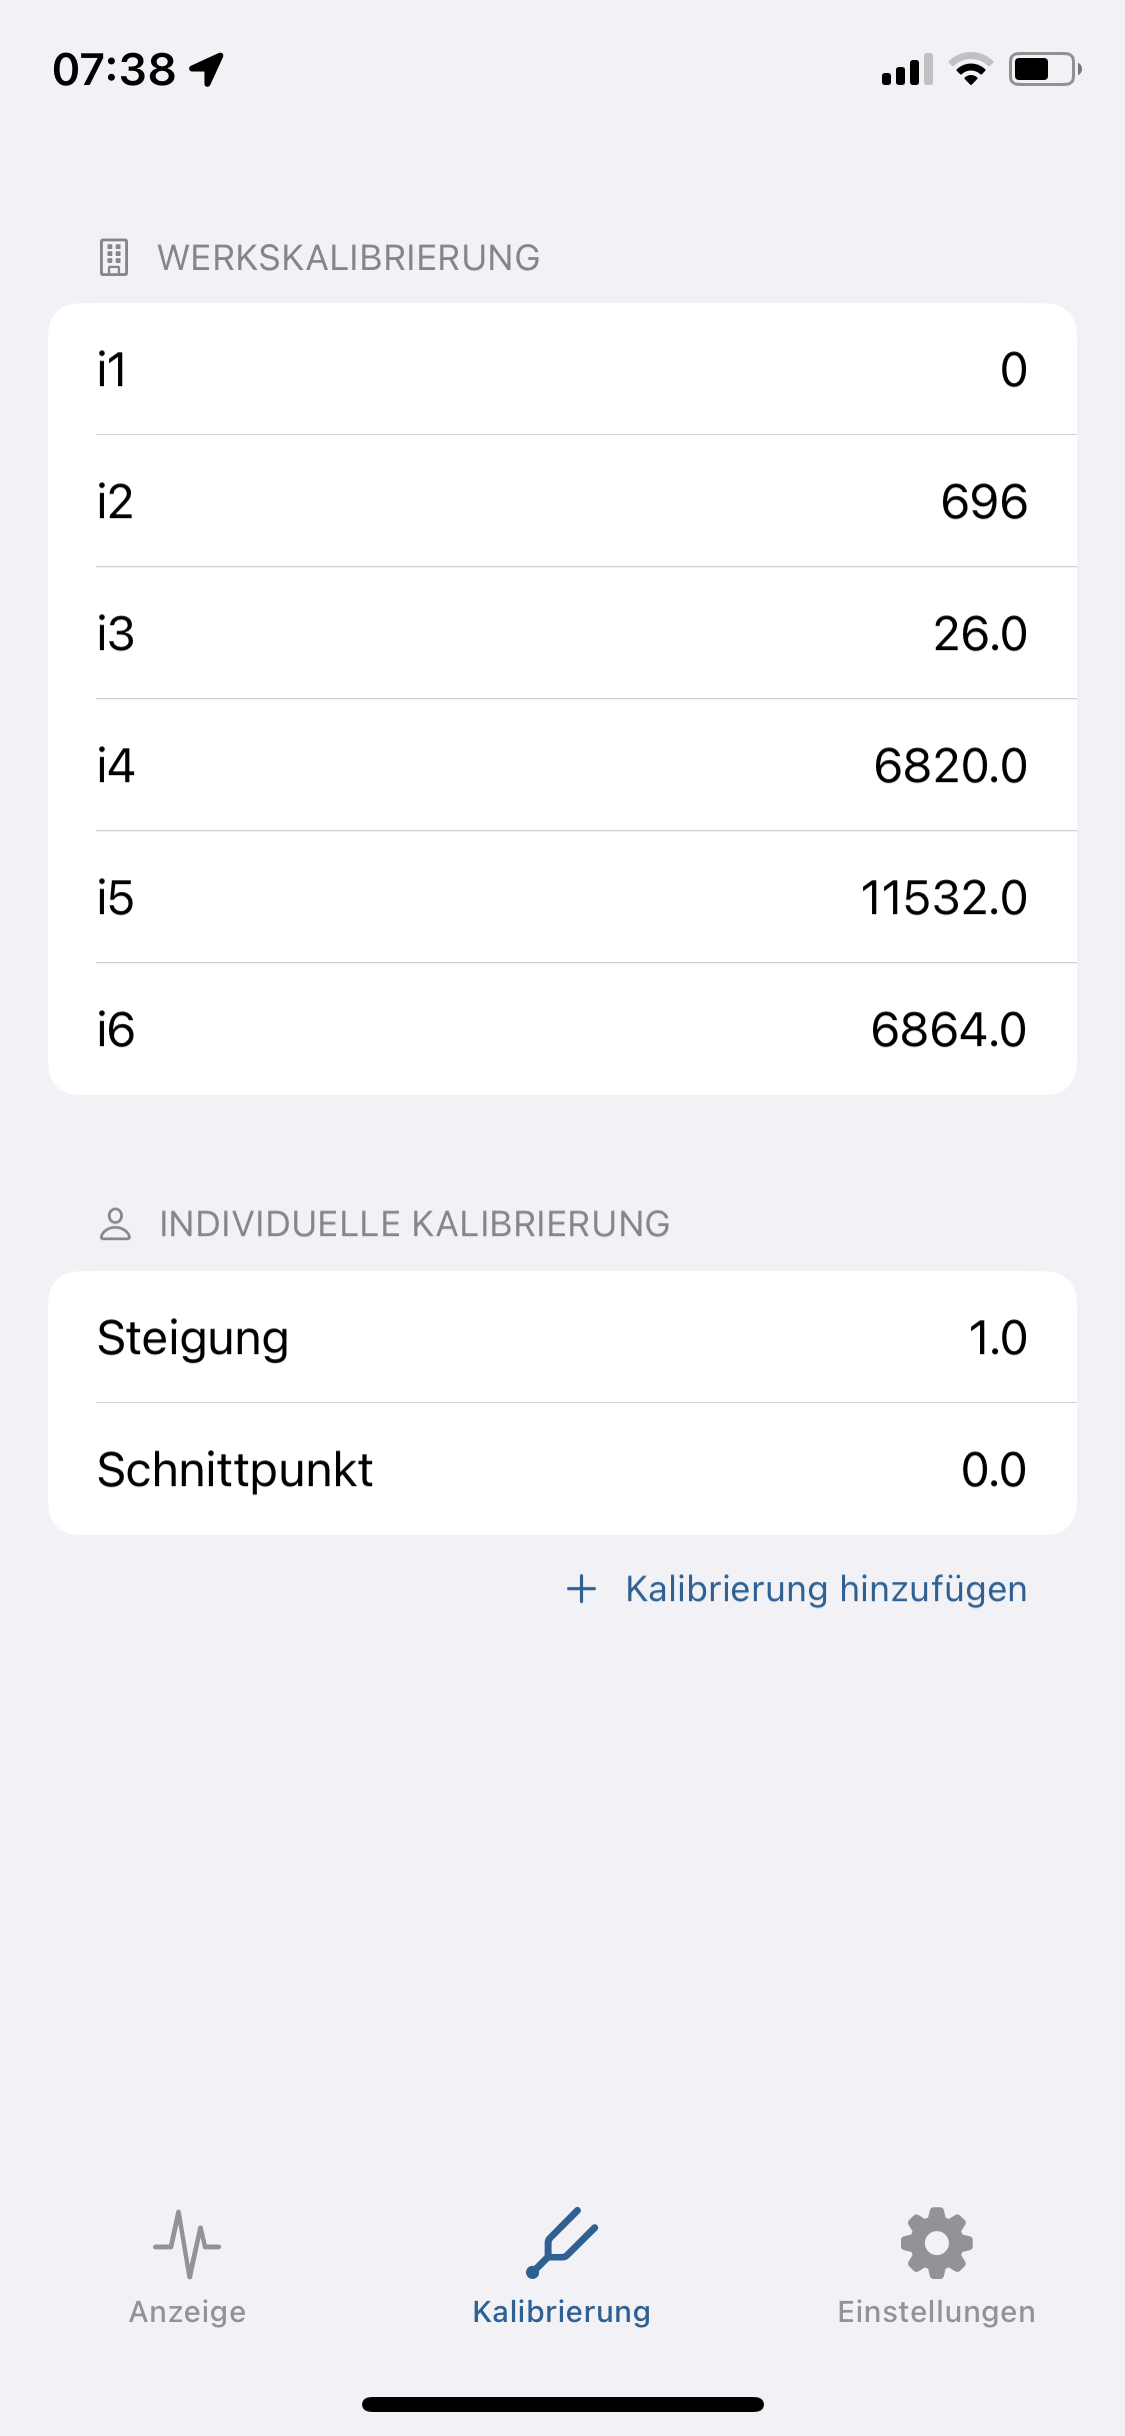 07:38
WERKSKALIBRIERUNG
i1 0
i2 696
i3 26.0
i4 6820.0
i5 11532.0
i6 6864.0
INDIVIDUELLE KALIBRIERUNG
Steigung 1.0
Schnittpunkt 0.0
+ Kalibrierung hinzufügen
Anzeige Kalibrierung Einstellungen